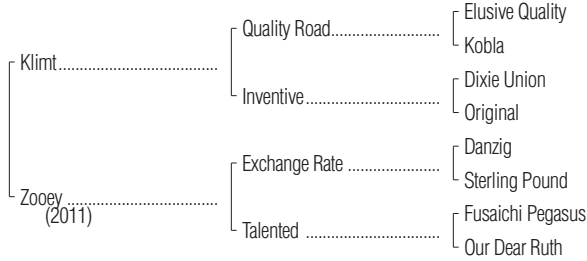 Elusive Quality
Quality Road
Kobla
Klimt
Dixie Union
Inventive
Original
Danzig
Exchange Rate
Sterling Pound
Zooey
(2011)
Fusaichi Pegasus
Talented
Our Dear Ruth